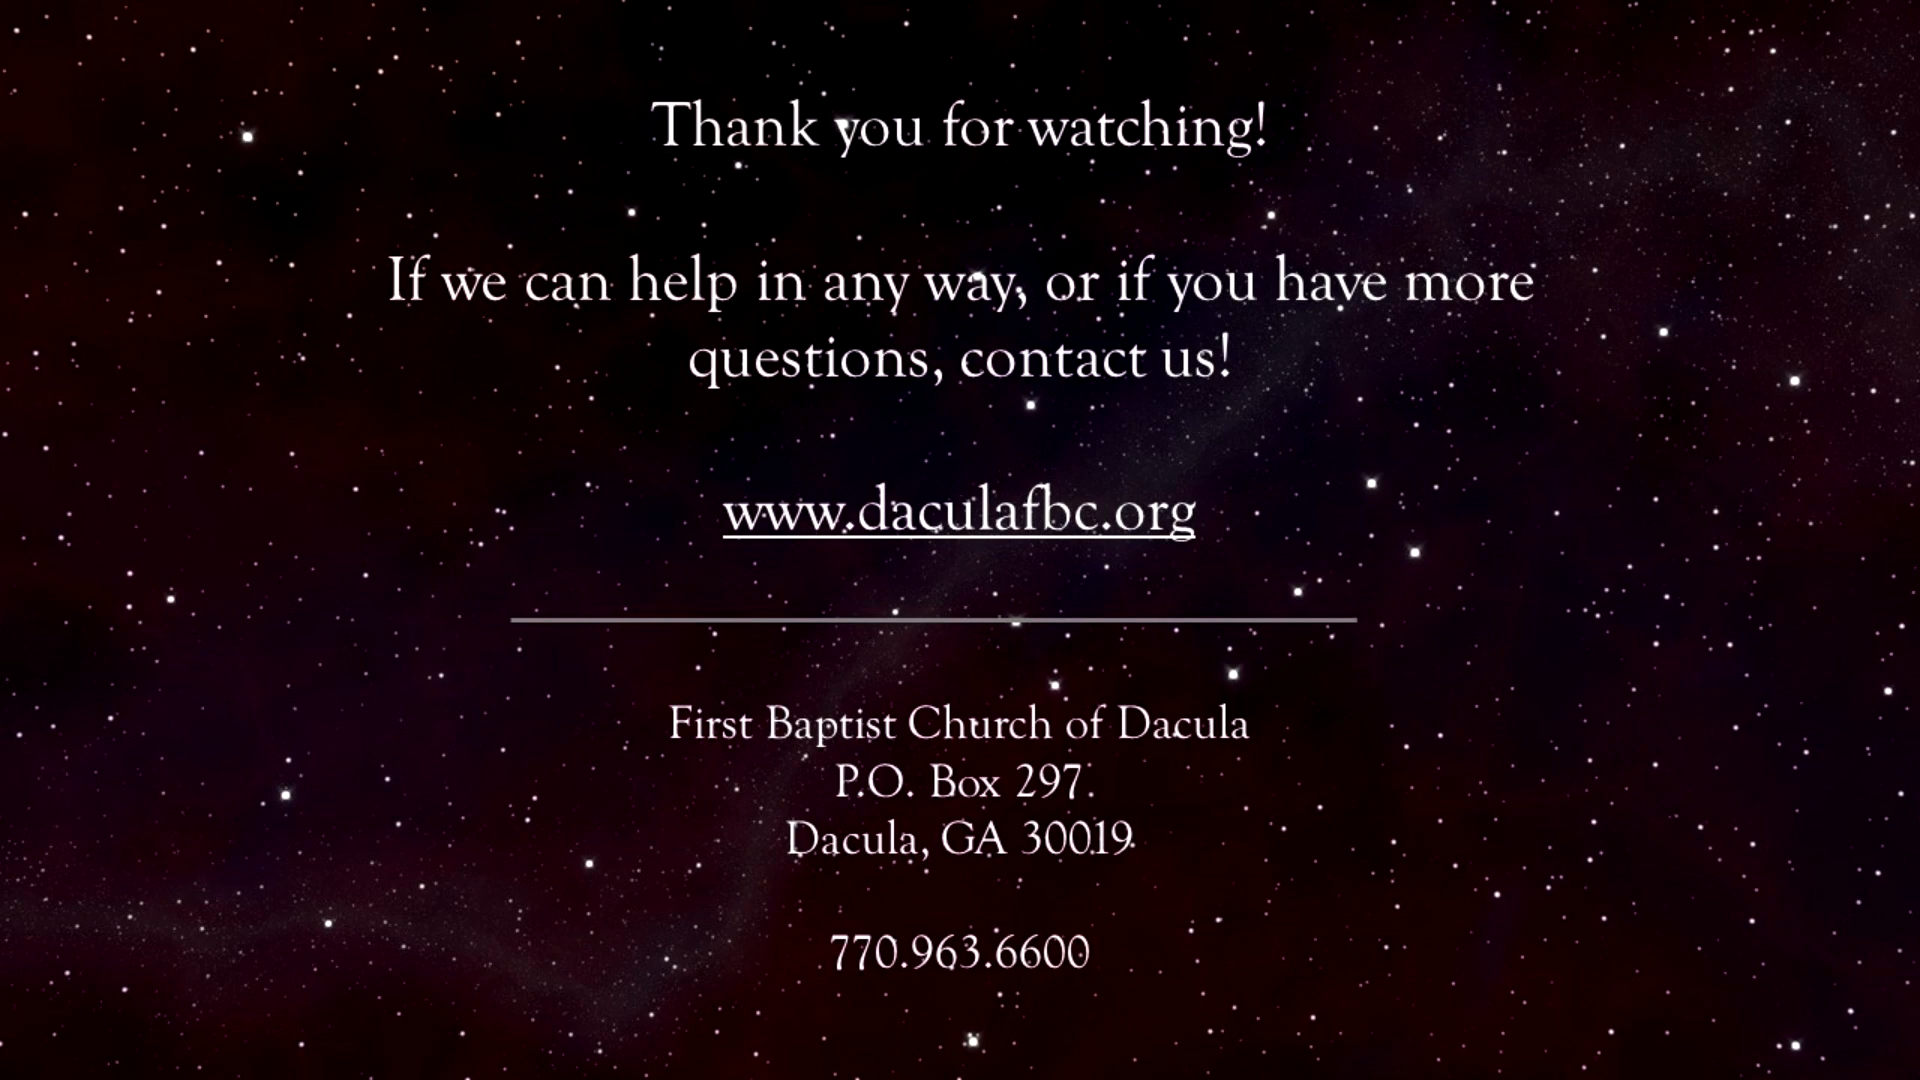 Thank you for watching!
If we can help in any way, or if you have more
questions, contact us!
www.daculafbc.org
First Baptist Church of Dacula
P.O. Box 297
Dacula, GA 30019
770.963.6600